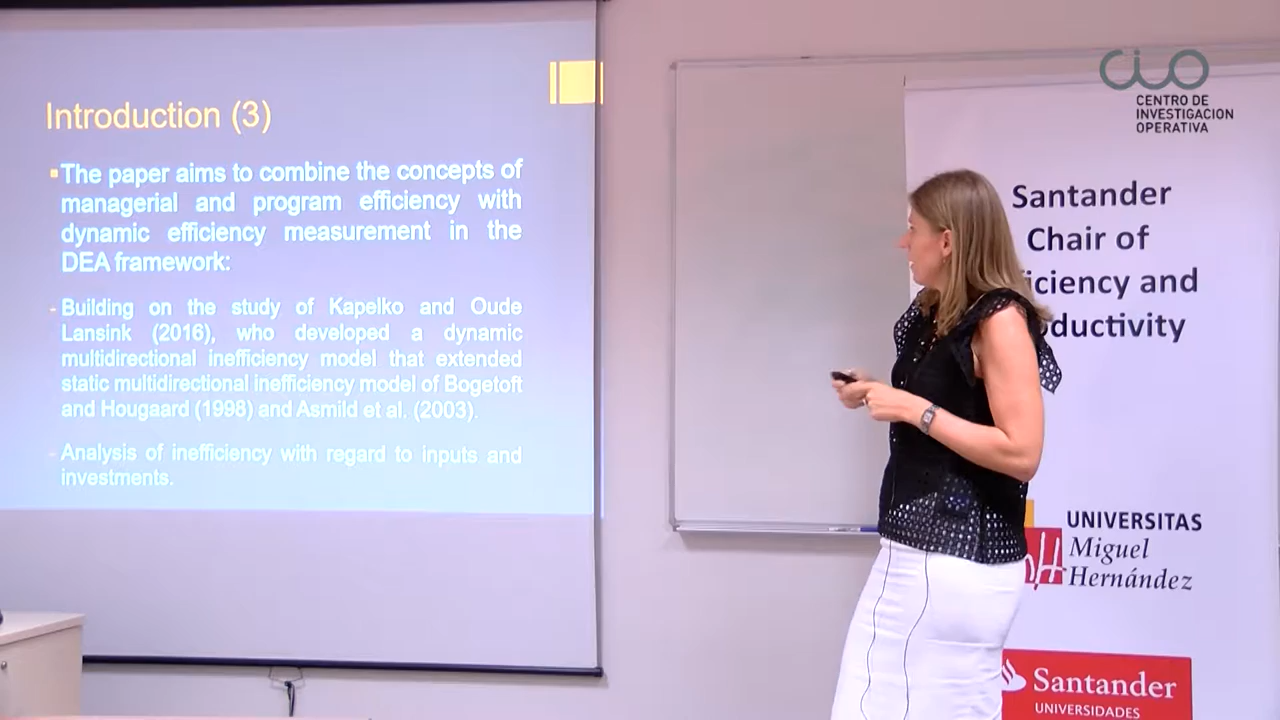 Introduction (3)
The paper aims to combine the concepts of
managerial and program efficiency with
dynamic efficiency measurement in the
DEA framework:
- Building on the study of Kapelko and Oude
Lansink (2016), who developed a dynamic
multidirectional inefficiency model that extended
static multidirectional inefficiency model of Bogetoft
and Hougaard (1998) and Asmild et al. (2003).
- Analysis of inefficiency with regard to inputs and
investments.
CIO
CENTRO DE
INVESTIGACION
OPERATIVA
Santander
Chair of
iciency and
oductivity
UNIVERSITAS
Miguel
Hernández
Santander
UNIVERSIDADES